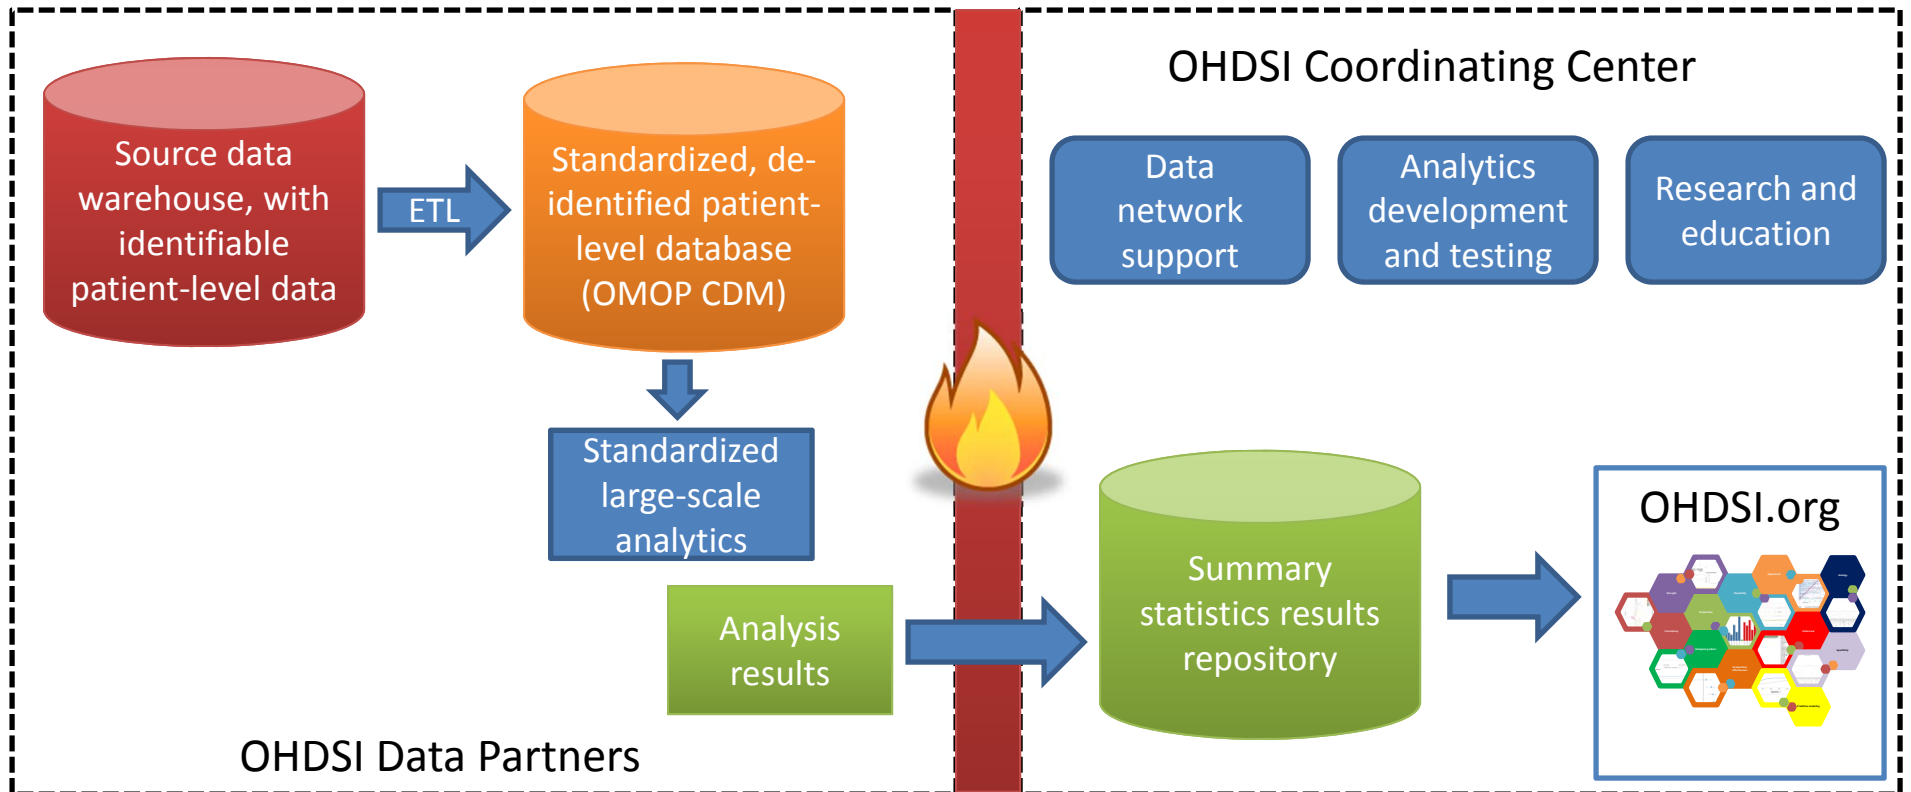 Source data
warehouse, with
identifiable
patient-level data
ETL
Standardized, de-
identified patient-
level database
(OMOP CDM)
Standardized
large-scale
analytics
Analysis
results
OHDSI Data Partners
OHDSI Coordinating Center
Data
network
support
Analytics
development
and testing
Research and
education
Summary
statistics results
repository
OHDSI.org